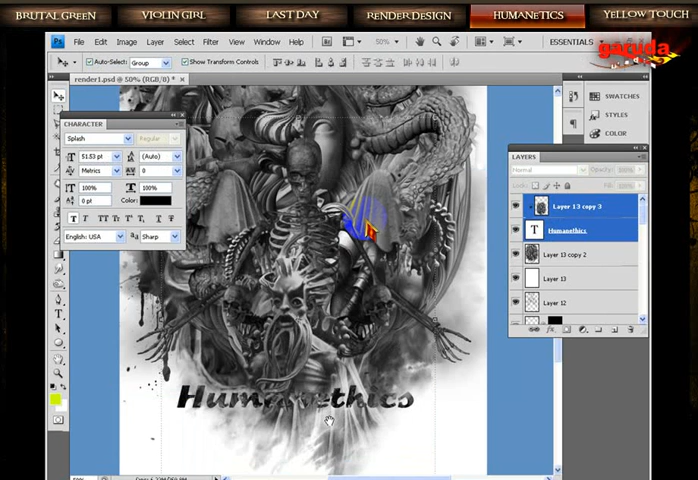 BRUTAL GREEN
VIOLIN GIRL
LAST DAY
RENDER DESIGN
HUMANETICS
YELLOW TOUCH
Ps
File Edit Image Layer Select Filter View Window Help
50%
ESSENTIALS
garuda
Auto-Select: Group
Show Transform Controls
render1.psd @ 50% (RGB/8) *
CHARACTER
Splash
Regular
51.53 pt
(Auto)
Metrics
0
100%
100%
0 pt
Color:
English: USA
Sharp
SWATCHES
STYLES
COLOR
LAYERS
Normal
Opacity:
Lock:
Fill:
Layer 13 copy 3
Humanethics
Layer 13 copy 2
Layer 13
Layer 12
Humanethics